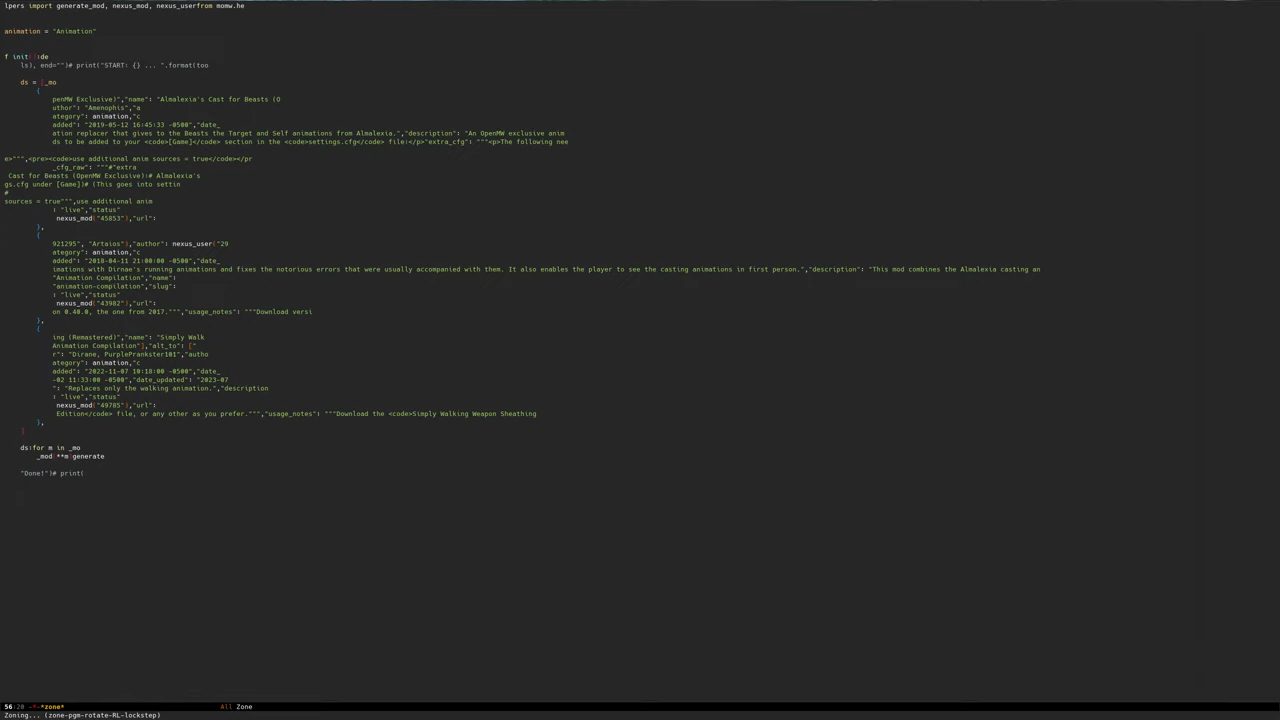 lpers import generate_mod, nexus_mod, nexus_userfrom momw.he
animation = "Animation"
f init():de
ls), end="")# print("START: {} ... ".format(too
ds = [_mo
{
penMW Exclusive)","name": "Almalexia's Cast for Beasts (O
uthor": "Amenophis","a
ategory": animation,"c
added": "2019-05-12 16:45:33 -0500","date_
ation replacer that gives to the Beasts the Target and Self animations from Almalexia.","description": "An OpenMW exclusive anim
ds to be added to your <code>[Game]</code> section in the <code>settings.cfg</code> file:</p"extra_cfg": """<p>The following nee
e>""",<pre><code>use additional anim sources = true</code></pr
_cfg_raw": """#"extra
Cast for Beasts (OpenMW Exclusive):# Almalexia's
gs.cfg under [Game])# (This goes into settin
#
sources = true""",use additional anim
: "live","status"
nexus_mod("45853"),"url":
},
{
921295", "Artaios"),"author": nexus_user("29
ategory": animation,"c
added": "2018-04-11 21:00:00 -0500","date_
imations with Dirnae's running animations and fixes the notorious errors that were usually accompanied with them. It also enables the player to see the casting animations in first person.","description": "This mod combines the Almalexia casting an
"Animation Compilation","name":
"animation-compilation","slug":
: "live","status"
nexus_mod("43982"),"url":
on 0.40.0, the one from 2017.""","usage_notes": """Download versi
},
{
ing (Remastered)","name": "Simply Walk
Animation Compilation"],"alt_to": ["
r": "Dirane, PurplePrankster101","autho
ategory": animation,"c
added": "2022-11-07 10:18:00 -0500","date_
-02 11:33:00 -0500","date_updated": "2023-07
": "Replaces only the walking animation.","description
: "live","status"
nexus_mod("49785"),"url":
Edition</code> file, or any other as you prefer.""","usage_notes": """Download the <code>Simply Walking Weapon Sheathing
},
]
ds:for m in _mo
_mod(**m)generate
"Done!")# print(
56:20 -*-*zone* All Zone
Zoning... (zone-pgm-rotate-RL-lockstep)